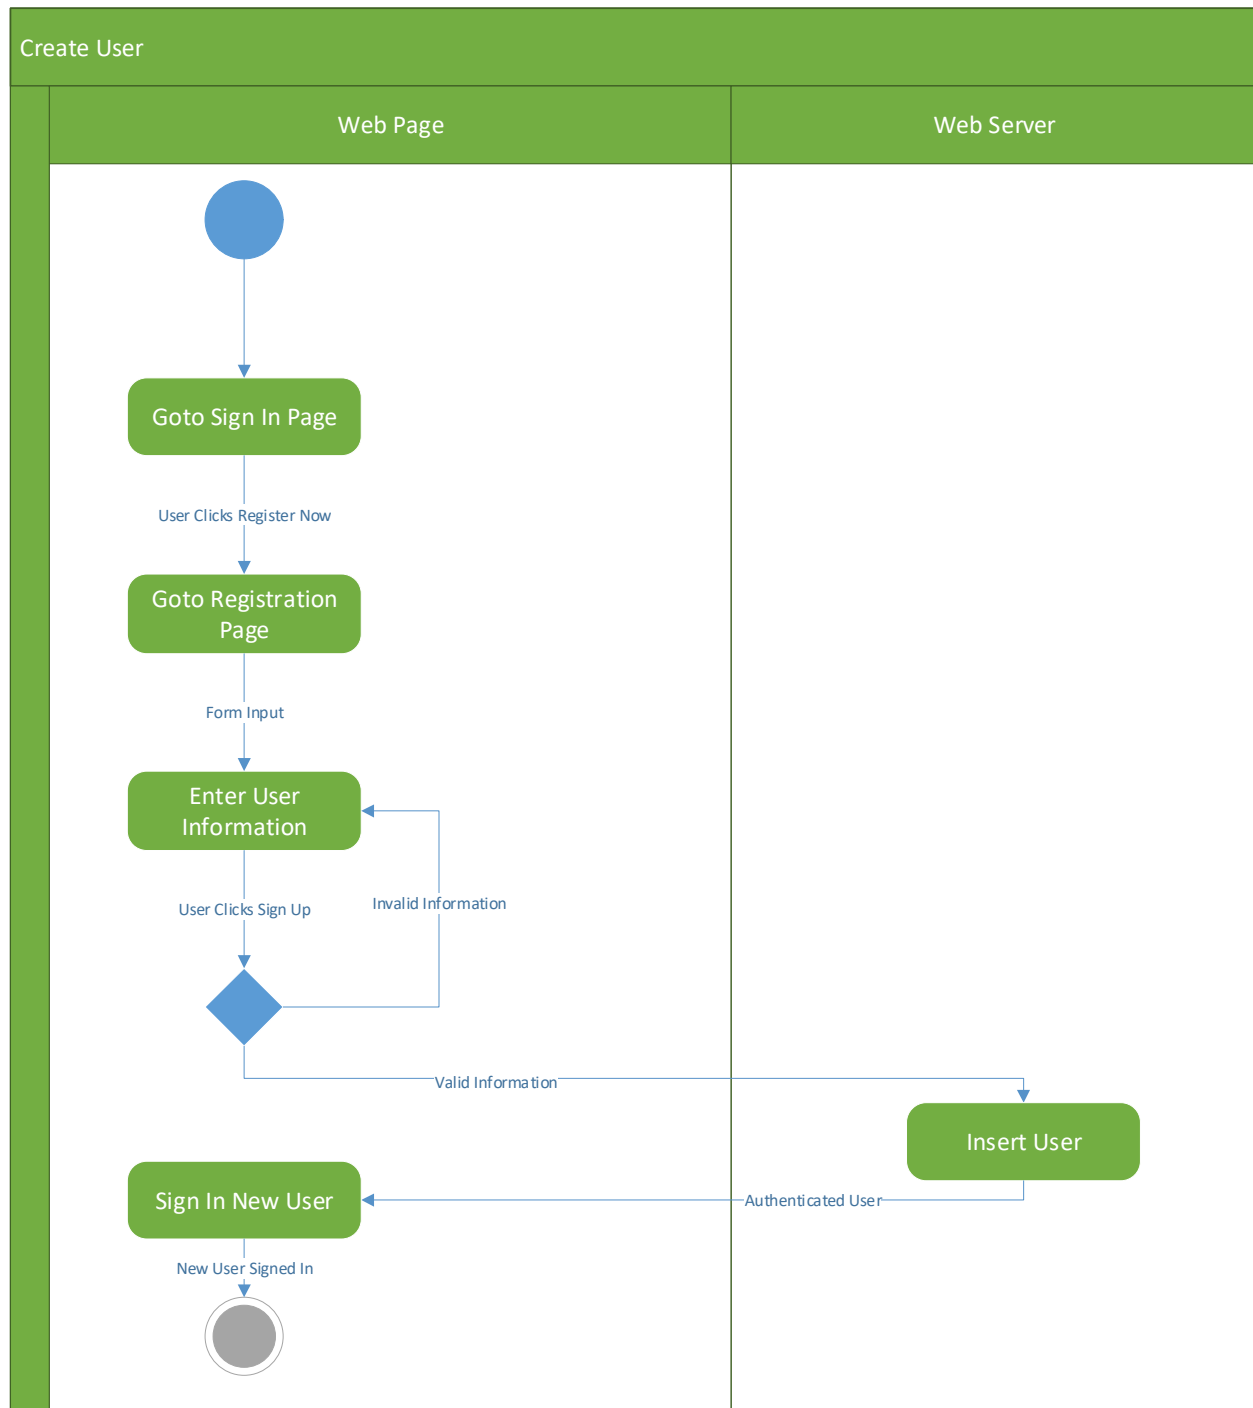 Create User
Web Page
Web Server
Goto Sign In Page
User Clicks Register Now
Goto Registration
Page
Form Input
Enter User
Information
User Clicks Sign Up
Invalid Information
Valid Information
Insert User
Sign In New User
Authenticated User
New User Signed In